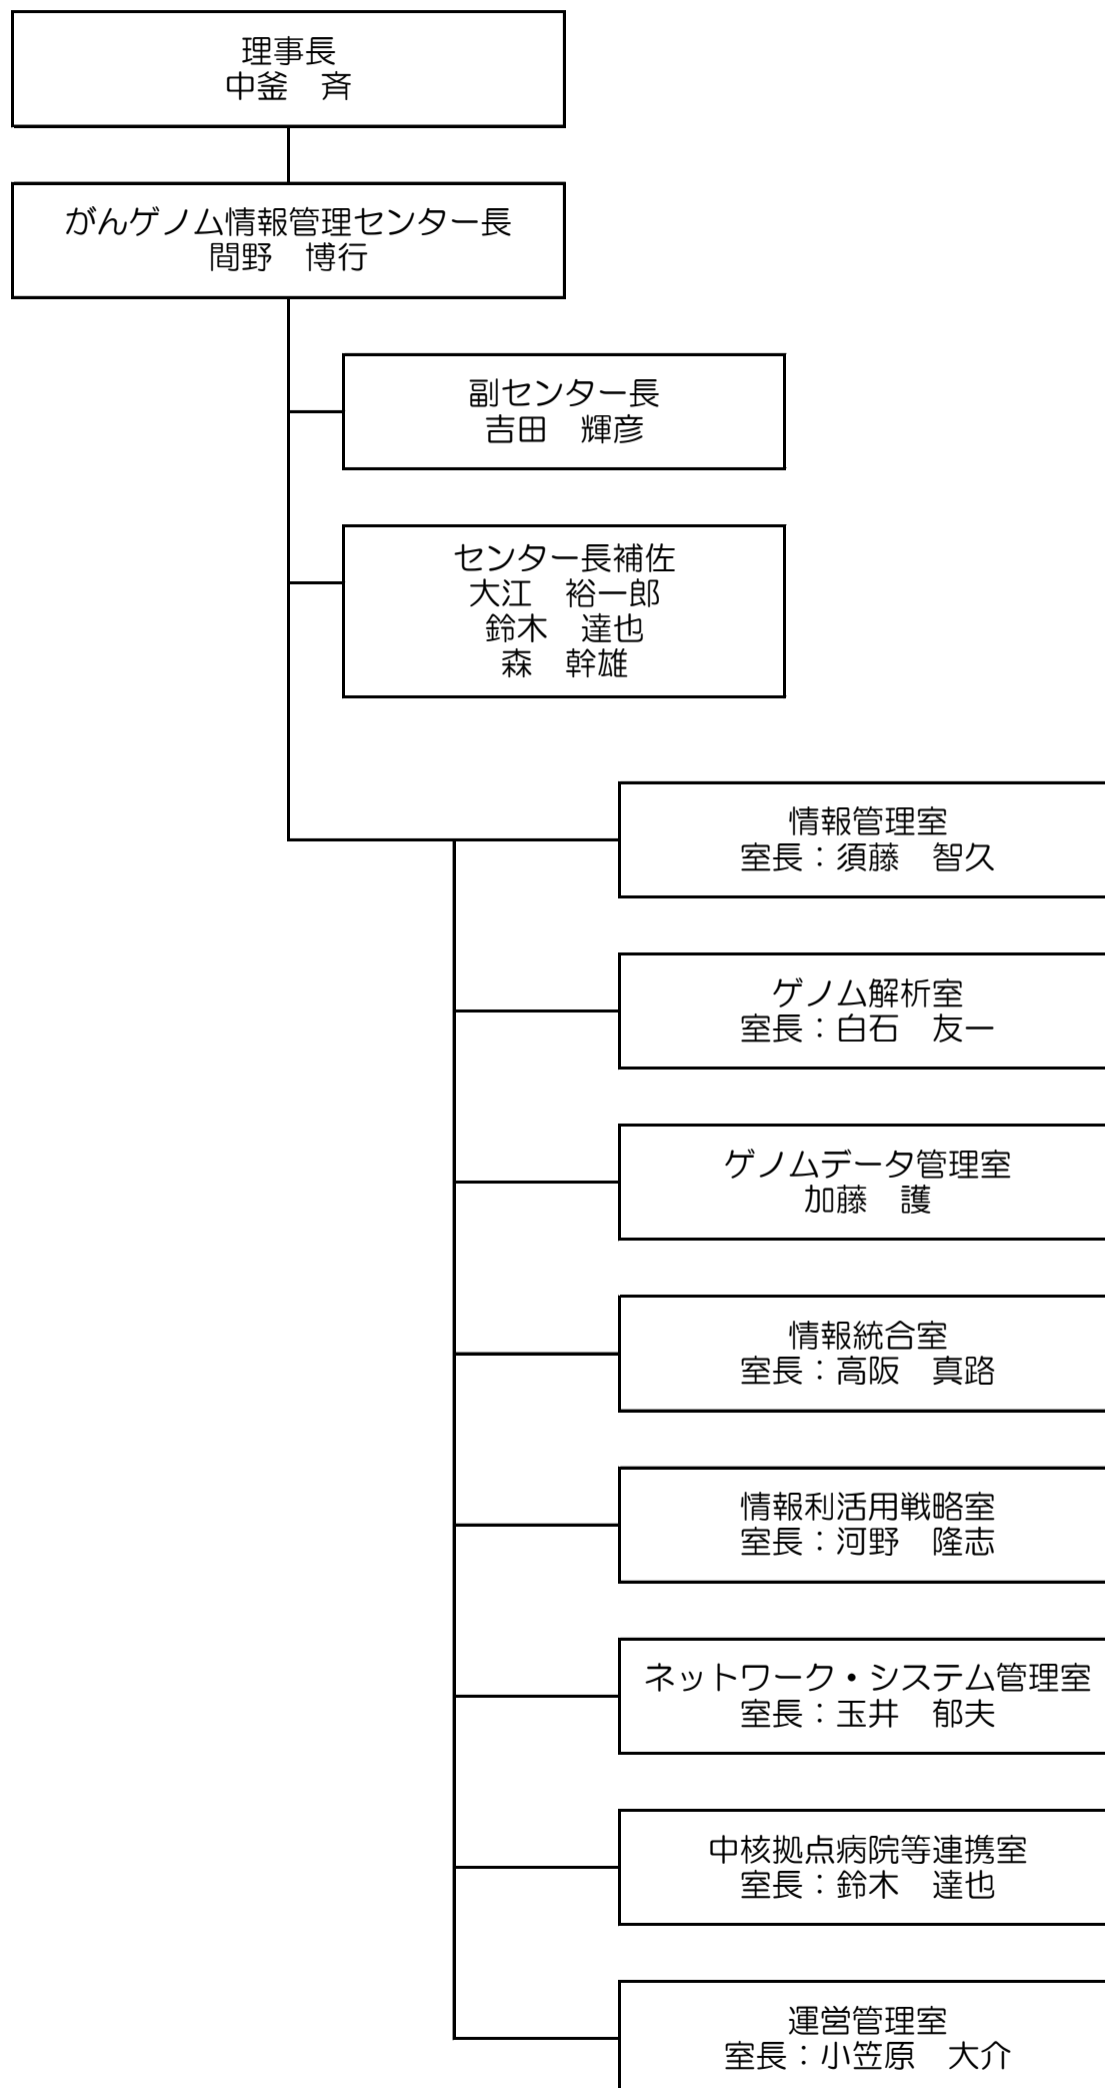 理事長
中釜　斉
がんゲノム情報管理センター長
間野　博行
副センター長
吉田　輝彦
センター長補佐
大江　裕一郎
鈴木　達也
森　幹雄
情報管理室
室長：須藤　智久
ゲノム解析室
室長：白石　友一
ゲノムデータ管理室
加藤　護
情報統合室
室長：高阪　真路
情報利活用戦略室
室長：河野　隆志
ネットワーク・システム管理室
室長：玉井　郁夫
中核拠点病院等連携室
室長：鈴木　達也
運営管理室
室長：小笠原　大介